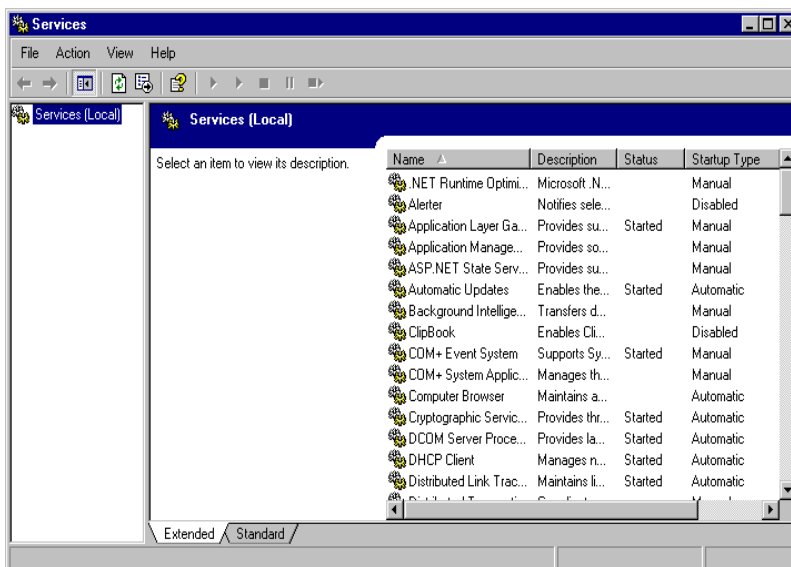 Services
File Action View Help
Services (Local)
Services (Local)
Select an item to view its description.
Name Description Status Startup Type
.NET Runtime Optimi... Microsoft .N... Manual
Alerter Notifies sele... Disabled
Application Layer Ga... Provides su... Started Manual
Application Manage... Provides so... Manual
ASP.NET State Serv... Provides su... Manual
Automatic Updates Enables the... Started Automatic
Background Intellige... Transfers d... Manual
ClipBook Enables Cli... Disabled
COM+ Event System Supports Sy... Started Manual
COM+ System Applic... Manages th... Manual
Computer Browser Maintains a... Automatic
Cryptographic Servic... Provides thr... Started Automatic
DCOM Server Proce... Provides la... Started Automatic
DHCP Client Manages n... Started Automatic
Distributed Link Trac... Maintains li... Started Automatic
Extended Standard